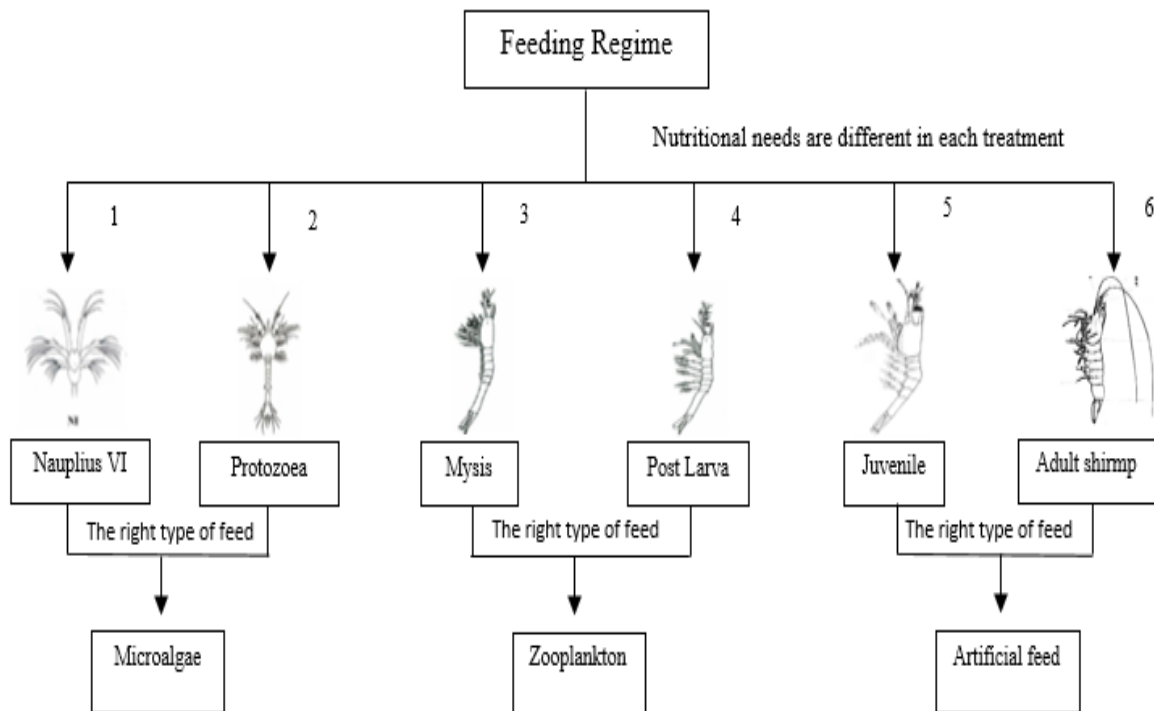 Feeding Regime
Nutritional needs are different in each treatment
1
2
3
4
5
6
Nauplius VI
Protozoea
Mysis
Post Larva
Juvenile
Adult shirmp
The right type of feed
The right type of feed
The right type of feed
Microalgae
Zooplankton
Artificial feed